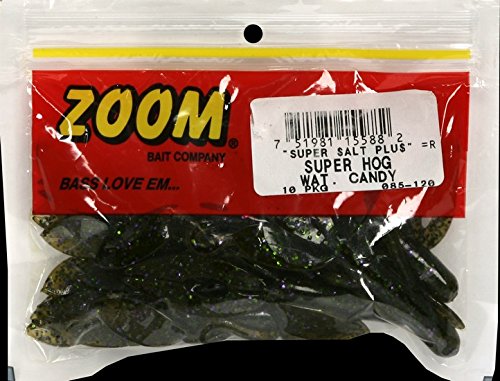 ZOOM®
BAIT COMPANY
BASS LOVE EM...
7 51981 15588 2
"SUPER SALT PLUS" =R
SUPER HOG
WAT. CANDY
10 PKG 085-120